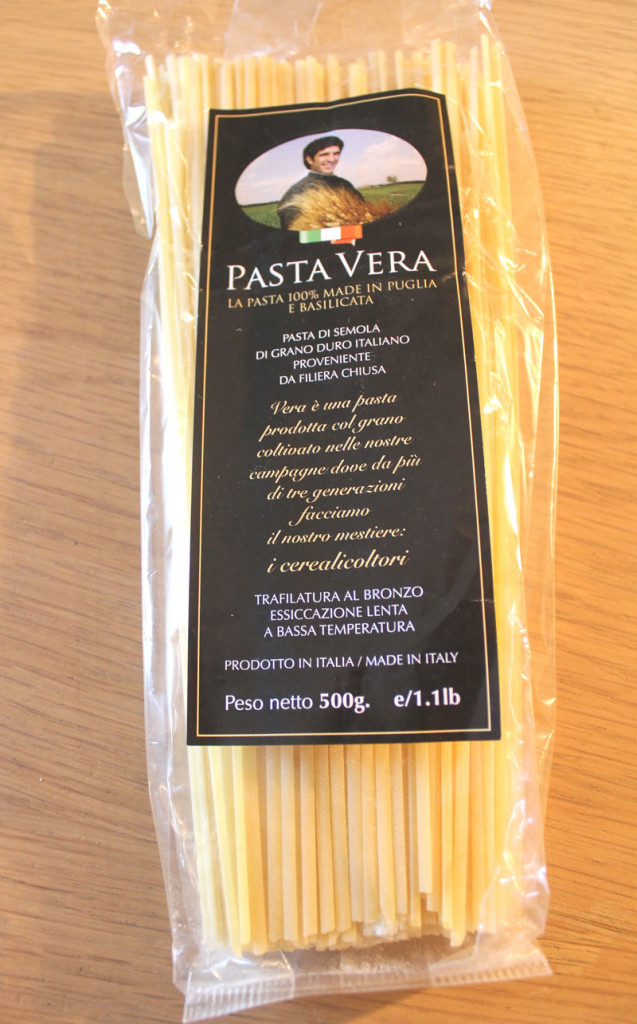 PASTA VERA
LA PASTA 100% MADE IN PUGLIA
E BASILICATA
PASTA DI SEMOLA
DI GRANO DURO ITALIANO
PROVENIENTE
DA FILIERA CHIUSA
Vera è una pasta
prodotta col grano
coltivato nelle nostre
campagne dove da più
di tre generazioni
facciamo
il nostro mestiere:
i cerealicoltori
TRAFILATURA AL BRONZO
ESSICCAZIONE LENTA
A BASSA TEMPERATURA
PRODOTTO IN ITALIA / MADE IN ITALY
Peso netto 500g. e/1.1lb